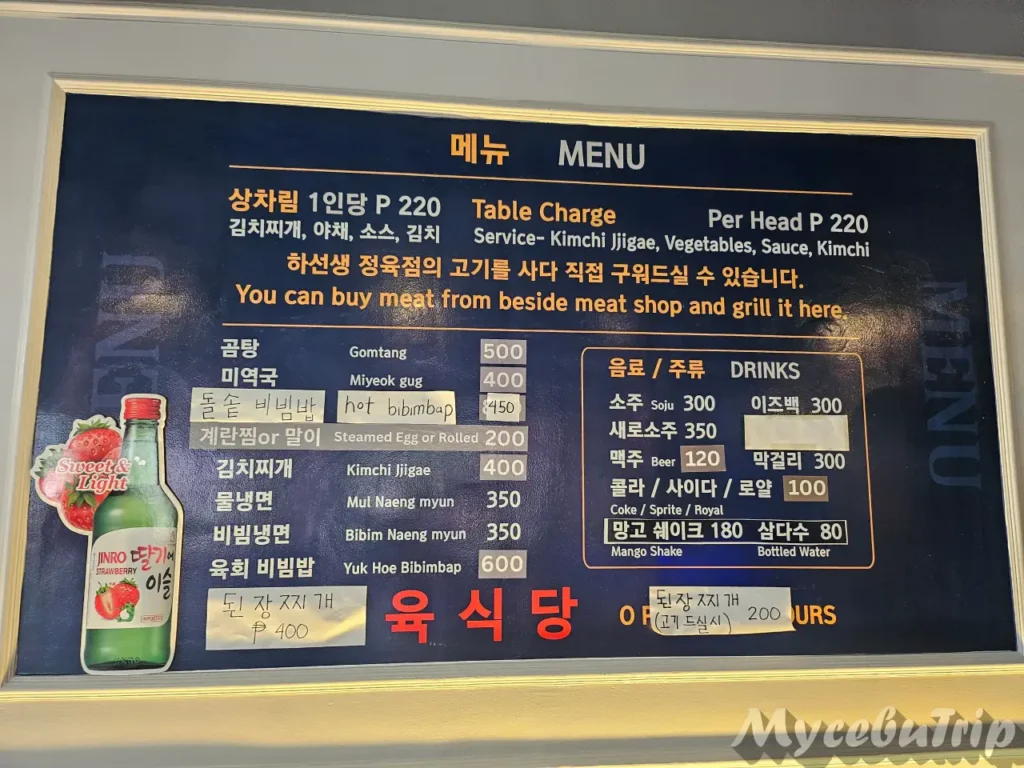 메뉴 MENU
상차림 1인당 P 220 Table Charge Per Head P 220
김치찌개, 야채, 소스, 김치 Service- Kimchi Jjigae, Vegetables, Sauce, Kimchi
하선생 정육점의 고기를 사다 직접 구워드실 수 있습니다.
You can buy meat from beside meat shop and grill it here.
MENU
MENU
곰탕 Gomtang 500
미역국 Miyeok gug 400
돌솥 비빔밥 hot bibimbap 450
계란찜or 말이 Steamed Egg or Rolled 200
김치찌개 Kimchi Jjigae 400
물냉면 Mul Naeng myun 350
비빔냉면 Bibim Naeng myun 350
육회 비빔밥 Yuk Hoe Bibimbap 600
된장찌개
₱ 400
음료 / 주류 DRINKS
소주 Soju 300 이즈백 300
새로소주 350
맥주 Beer 120 막걸리 300
콜라 / 사이다 / 로얄 100
Coke / Sprite / Royal
망고 쉐이크 180 삼다수 80
Mango Shake Bottled Water
육식당
된장찌개
(고기드실시) 200
Sweet &
Light
JINRO
STRAWBERRY
딸기에
이슬
MycebuTrip